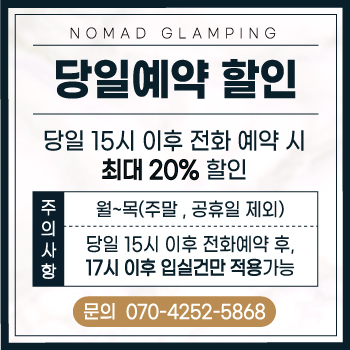 NOMAD GLAMPING
당일예약 할인
당일 15시 이후 전화 예약 시
최대 20% 할인
주의사항
월~목(주말 , 공휴일 제외)
당일 15시 이후 전화예약 후,
17시 이후 입실건만 적용가능
문의 070-4252-5868